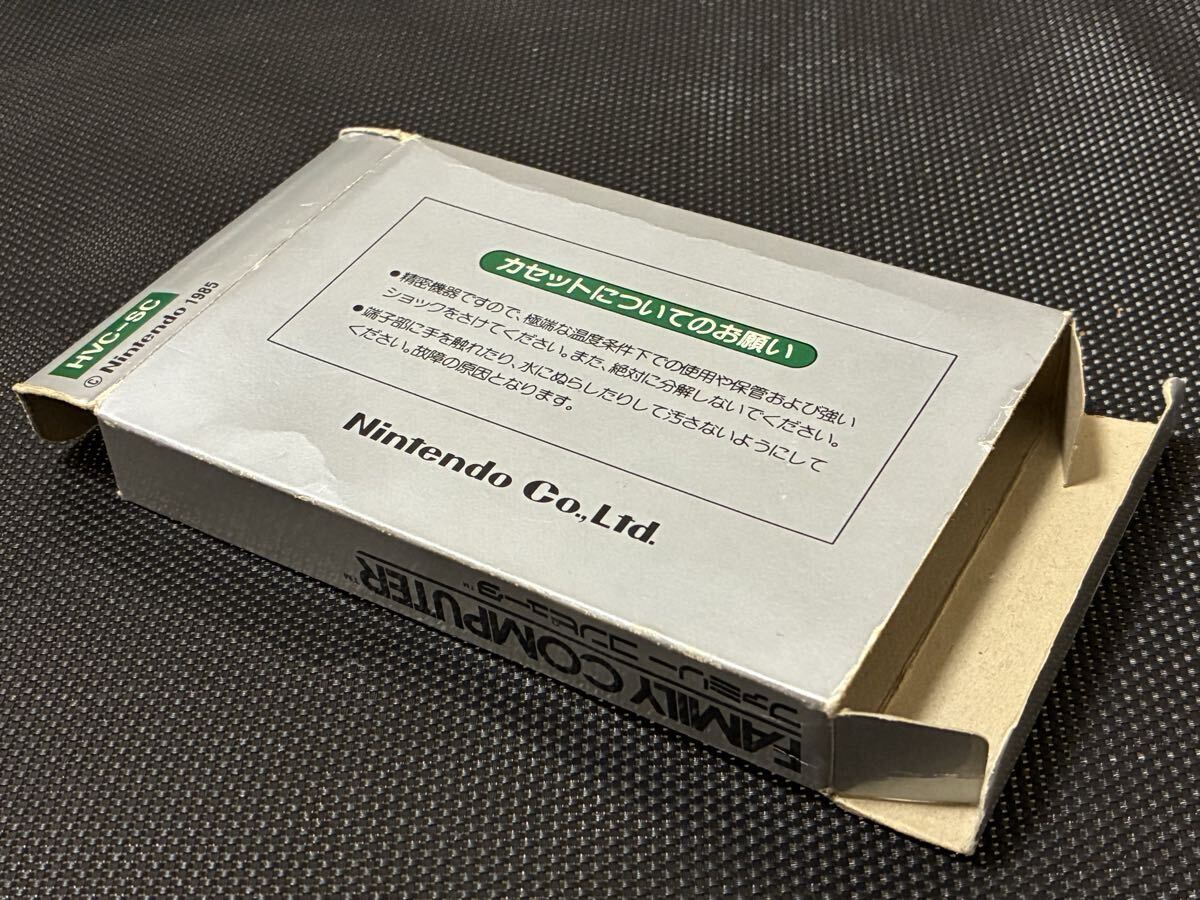 カセットについてのお願い
●精密機器ですので、極端な温度条件下での使用や保管および強い
ショックをさけてください。また、絶対に分解しないでください。
●端子部に手を触れたり、水にぬらしたりして汚さないようにして
ください。故障の原因となります。
Nintendo Co.,Ltd.
HVC-SC
© Nintendo 1985
FAMILY COMPUTER™
ファミリー コンピュータ™